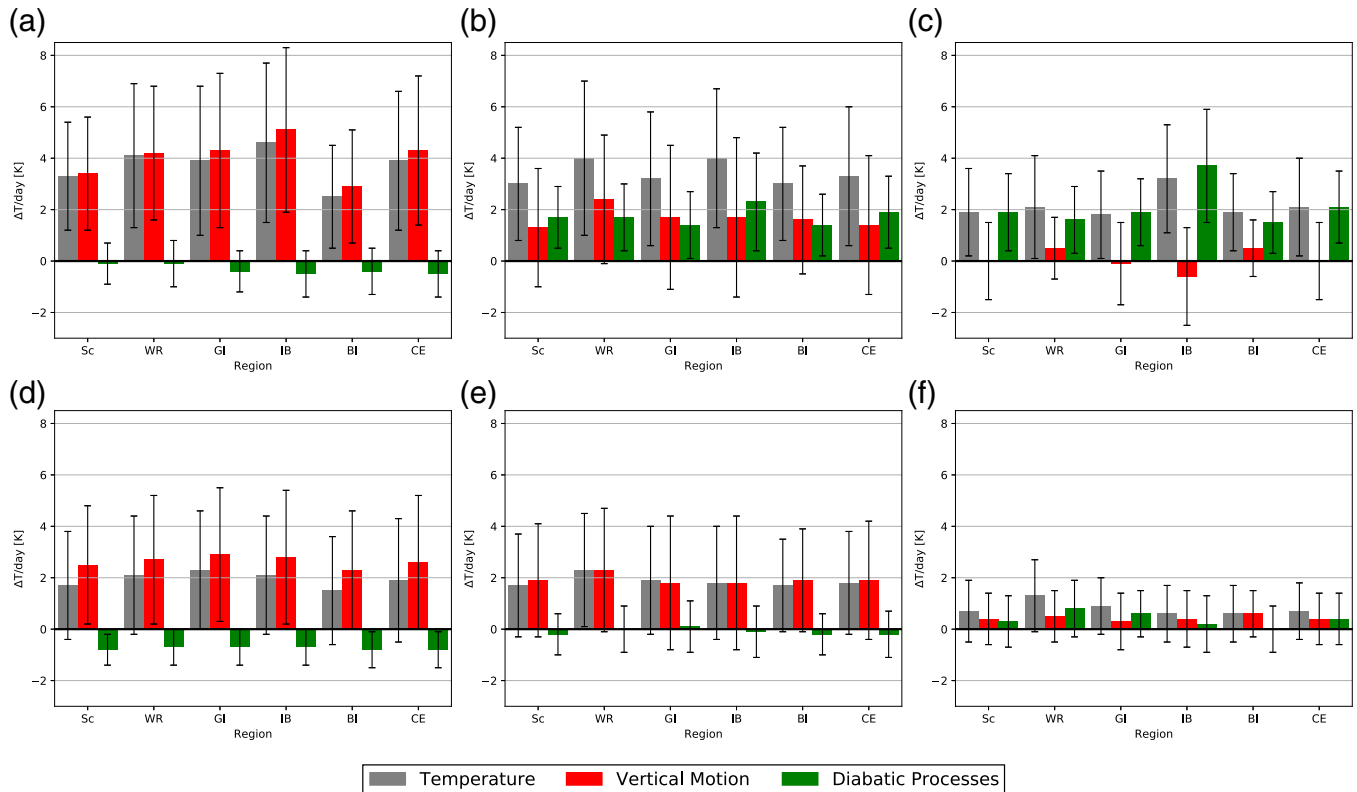 (a)
(b)
(c)
8
6
4
2
0
−2
ΔT/day [K]
Sc WR GI IB BI CE
Region
8
6
4
2
0
−2
ΔT/day [K]
Sc WR GI IB BI CE
Region
8
6
4
2
0
−2
ΔT/day [K]
Sc WR GI IB BI CE
Region
(d)
(e)
(f)
8
6
4
2
0
−2
ΔT/day [K]
Sc WR GI IB BI CE
Region
8
6
4
2
0
−2
ΔT/day [K]
Sc WR GI IB BI CE
Region
8
6
4
2
0
−2
ΔT/day [K]
Sc WR GI IB BI CE
Region
Temperature Vertical Motion Diabatic Processes